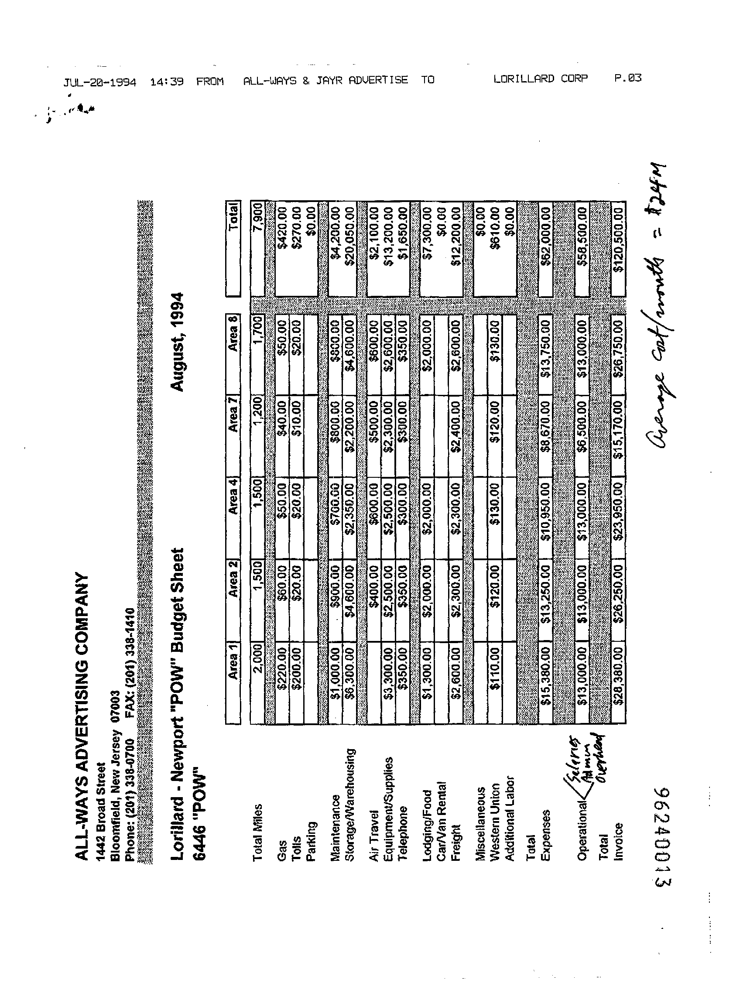 JUL-20-1994 14:39 FROM ALL-WAYS & JAYR ADVERTISE TO LORILLARD CORP P.03
ALL-WAYS ADVERTISING COMPANY
1442 Broad Street
Bloomfield, New Jersey 07003
Phone: (201) 338-0700 FAX: (201) 338-1410
Lorillard - Newport "POW" Budget Sheet August, 1994
6446 "POW"
Area 1 Area 2 Area 4 Area 7 Area 8 Total
Total Miles 2,000 1,500 1,500 1,200 1,700 7,900
Gas $220.00 $60.00 $50.00 $40.00 $50.00 $420.00
Tolls $200.00 $20.00 $20.00 $10.00 $20.00 $270.00
Parking $0.00
Maintenance $1,000.00 $900.00 $700.00 $800.00 $800.00 $4,200.00
Storage/Warehousing $6,300.00 $4,600.00 $2,350.00 $2,200.00 $4,600.00 $20,050.00
Air Travel $400.00 $600.00 $500.00 $600.00 $2,100.00
Equipment/Supplies $3,300.00 $2,500.00 $2,500.00 $2,300.00 $2,600.00 $13,200.00
Telephone $350.00 $350.00 $300.00 $300.00 $350.00 $1,650.00
Lodging/Food $1,300.00 $2,000.00 $2,000.00 $2,000.00 $7,300.00
Car/Van Rental $0.00
Freight $2,600.00 $2,300.00 $2,300.00 $2,400.00 $2,600.00 $12,200.00
Miscellaneous $0.00
Western Union $110.00 $120.00 $130.00 $120.00 $130.00 $610.00
Additional Labor $0.00
Total
Expenses $15,380.00 $13,250.00 $10,950.00 $8,670.00 $13,750.00 $62,000.00
Salaries
Admin
Overhead
Operational $13,000.00 $13,000.00 $13,000.00 $6,500.00 $13,000.00 $58,500.00
Total
Invoice $28,380.00 $26,250.00 $23,950.00 $15,170.00 $26,750.00 $120,500.00
Average cost/month = $24M
96240013